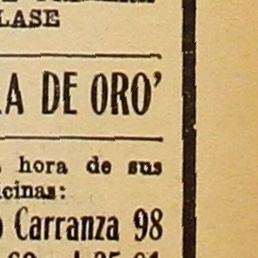 LASE
LA DE ORO'
hora de sus
cinas:
Carranza 98